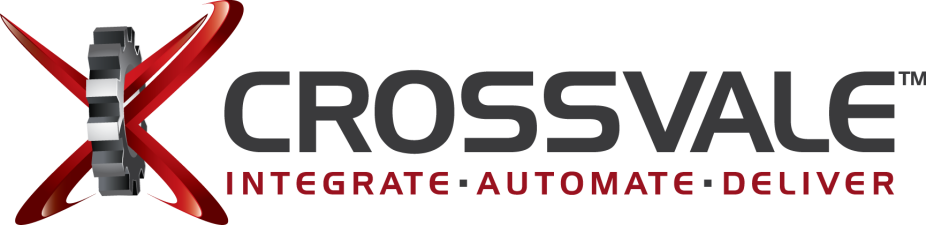 CROSSVALE™
INTEGRATE ▪ AUTOMATE ▪ DELIVER